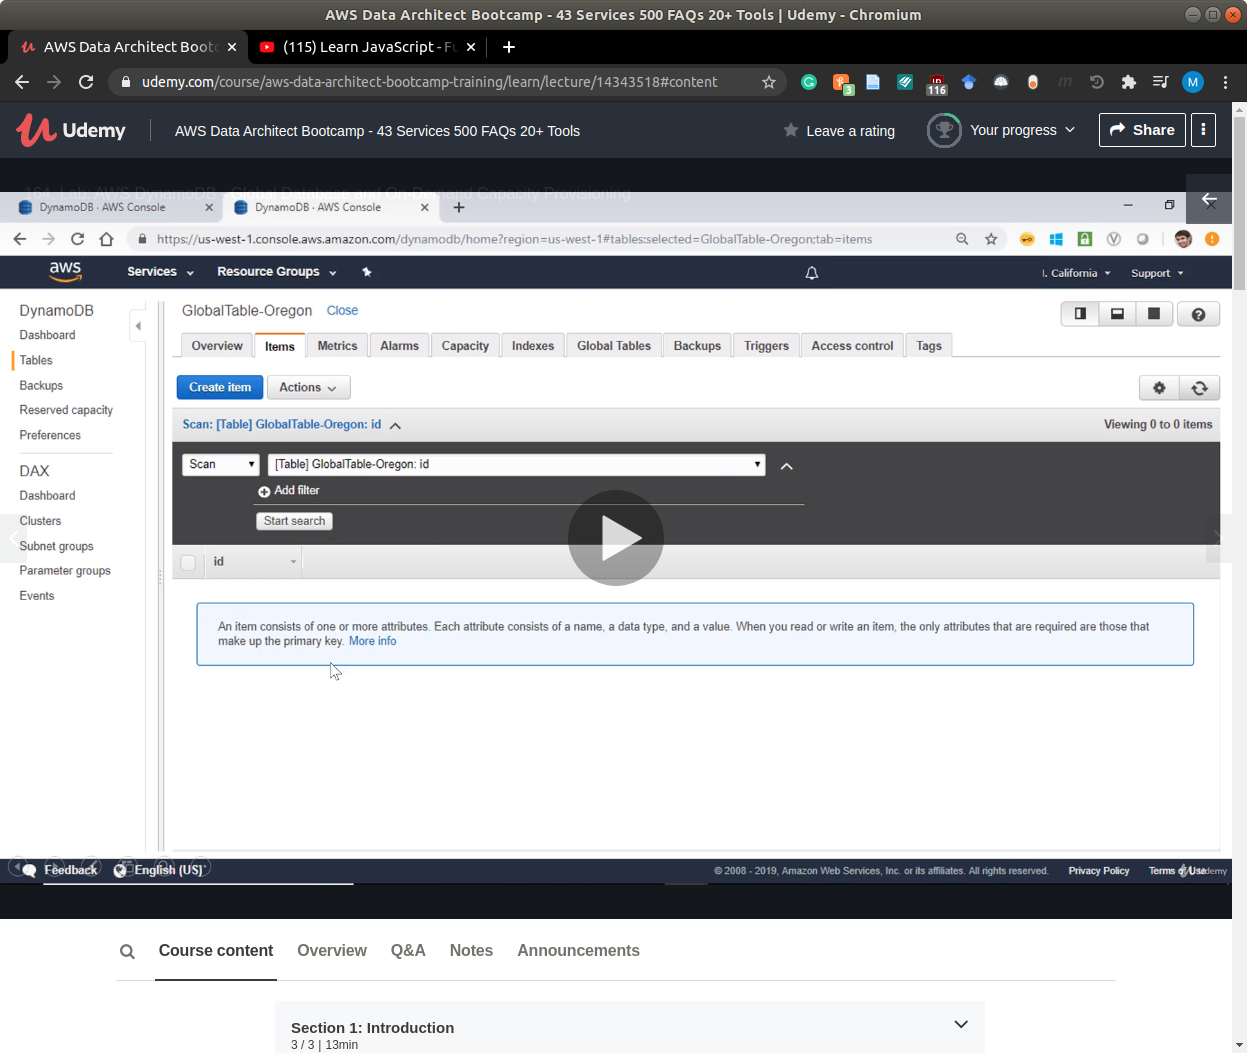 AWS Data Architect Bootcamp - 43 Services 500 FAQs 20+ Tools | Udemy - Chromium
AWS Data Architect Bootc
(115) Learn JavaScript - Fu
udemy.com/course/aws-data-architect-bootcamp-training/learn/lecture/14343518#content
3
116
M
Udemy
AWS Data Architect Bootcamp - 43 Services 500 FAQs 20+ Tools
Leave a rating
Your progress
Share
164. Lab: AWS DynamoDB - Global Database and On-Demand Capacity Provisioning
DynamoDB · AWS Console
DynamoDB · AWS Console
https://us-west-1.console.aws.amazon.com/dynamodb/home?region=us-west-1#tables:selected=GlobalTable-Oregon;tab=items
aws
Services
Resource Groups
California
Support
DynamoDB
Dashboard
Tables
Backups
Reserved capacity
Preferences
DAX
Dashboard
Clusters
Subnet groups
Parameter groups
Events
GlobalTable-Oregon Close
Overview
Items
Metrics
Alarms
Capacity
Indexes
Global Tables
Backups
Triggers
Access control
Tags
Create item
Actions
Scan: [Table] GlobalTable-Oregon: id
Viewing 0 to 0 items
Scan
[Table] GlobalTable-Oregon: id
Add filter
Start search
id
An item consists of one or more attributes. Each attribute consists of a name, a data type, and a value. When you read or write an item, the only attributes that are required are those that
make up the primary key. More info
Feedback
English (US)
© 2008 - 2019, Amazon Web Services, Inc. or its affiliates. All rights reserved.
Privacy Policy
Terms of Use
Course content
Overview
Q&A
Notes
Announcements
Section 1: Introduction
3 / 3 | 13min